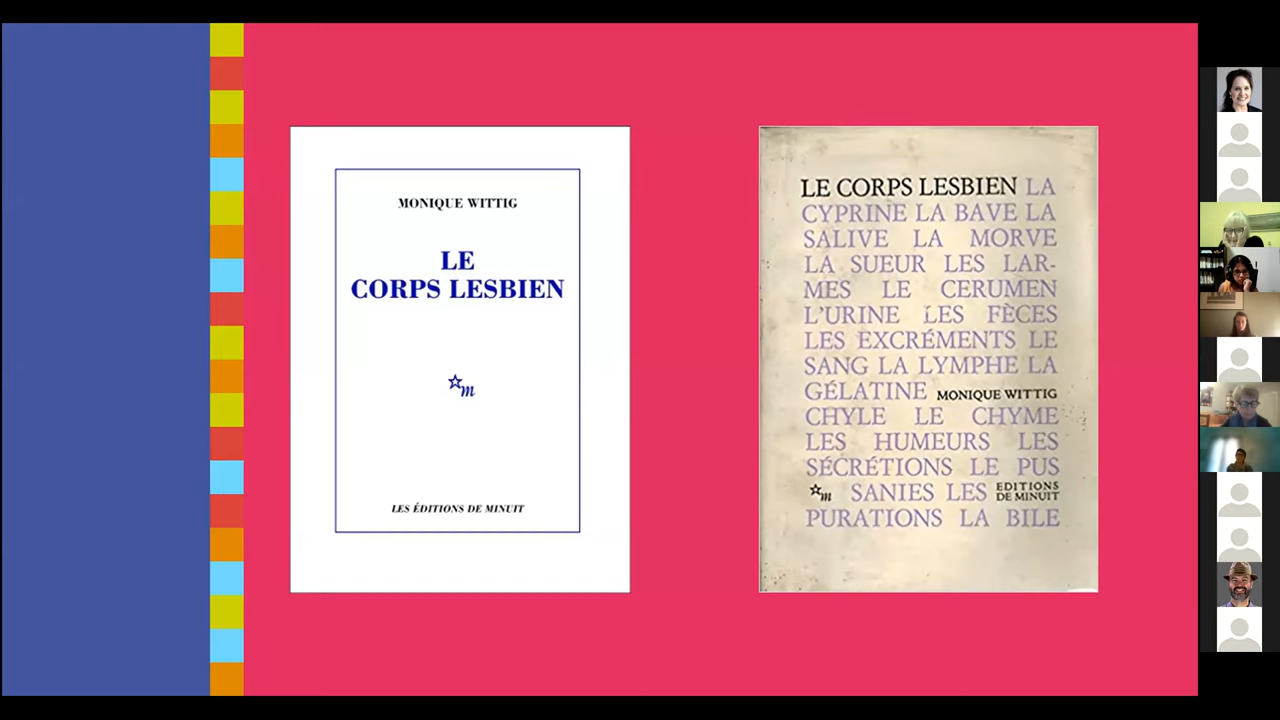 MONIQUE WITTIG
LE
CORPS LESBIEN
m
LES ÉDITIONS DE MINUIT
LE CORPS LESBIEN LA
CYPRINE LA BAVE LA
SALIVE LA MORVE
LA SUEUR LES LAR-
MES LE CERUMEN
L'URINE LES FÈCES
LES EXCRÉMENTS LE
SANG LA LYMPHE LA
GÉLATINE MONIQUE WITTIG
CHYLE LE CHYME
LES HUMEURS LES
SÉCRÉTIONS LE PUS
m SANIES LES EDITIONS DE MINUIT
PURATIONS LA BILE